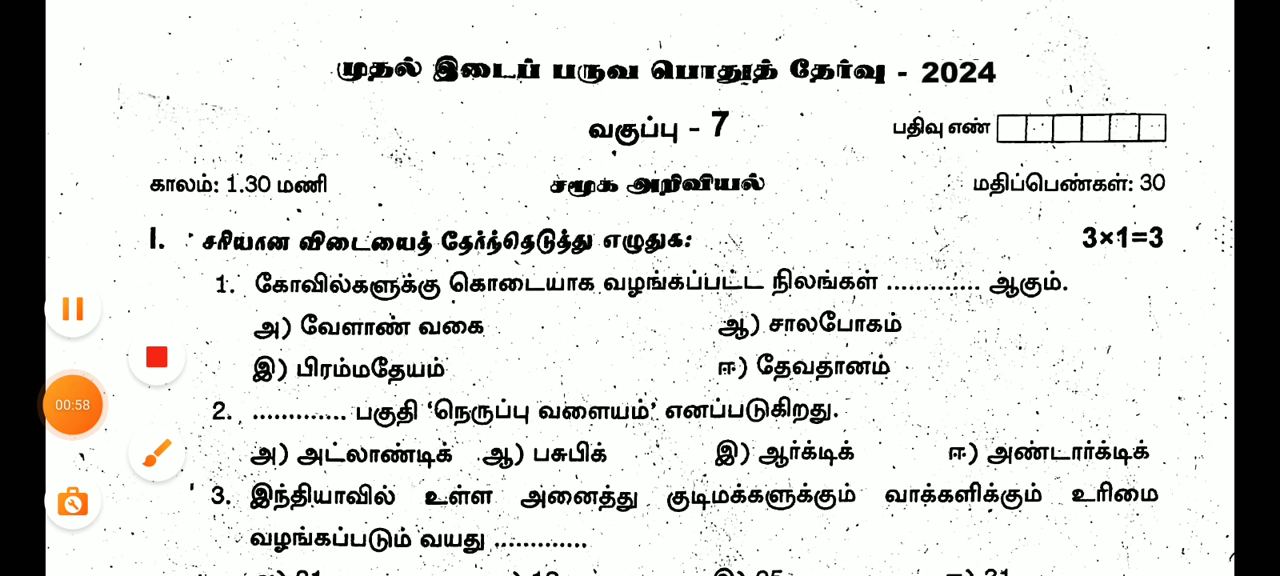 முதல் இடைப் பருவ பொதுத் தேர்வு - 2024
வகுப்பு - 7
பதிவு எண்
காலம்: 1.30 மணி சமூக அறிவியல் மதிப்பெண்கள்: 30
I. சரியான விடையைத் தேர்ந்தெடுத்து எழுதுக: 3×1=3
1. கோவில்களுக்கு கொடையாக வழங்கப்பட்ட நிலங்கள் ............. ஆகும்.
அ) வேளாண் வகை ஆ) சாலபோகம்
இ) பிரம்மதேயம் ஈ) தேவதானம்
2. ............. பகுதி ‘நெருப்பு வளையம்’ எனப்படுகிறது.
00:58
அ) அட்லாண்டிக் ஆ) பசுபிக் இ) ஆர்க்டிக் ஈ) அண்டார்க்டிக்
3. இந்தியாவில் உள்ள அனைத்து குடிமக்களுக்கும் வாக்களிக்கும் உரிமை
வழங்கப்படும் வயது .............